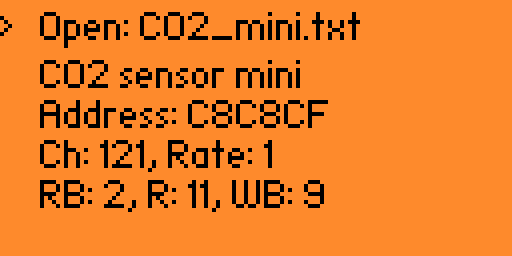 > Open: CO2_mini.txt
CO2 sensor mini
Address: C8C8CF
Ch: 121, Rate: 1
RB: 2, R: 11, WB: 9